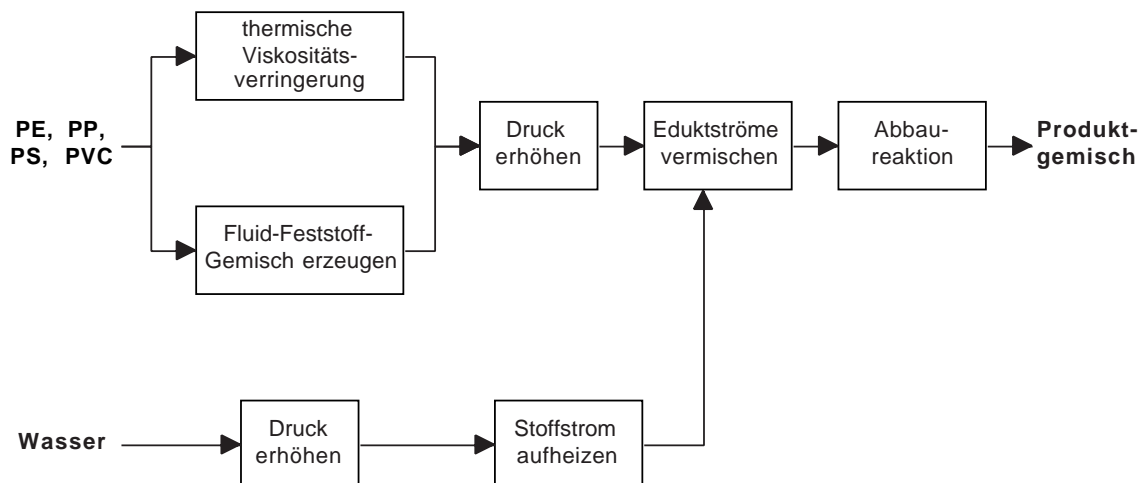 thermische
Viskositäts-
verringerung
PE, PP,
PS, PVC
Druck
erhöhen
Eduktströme
vermischen
Abbau-
reaktion
Produkt-
gemisch
Fluid-Feststoff-
Gemisch erzeugen
Wasser
Druck
erhöhen
Stoffstrom
aufheizen